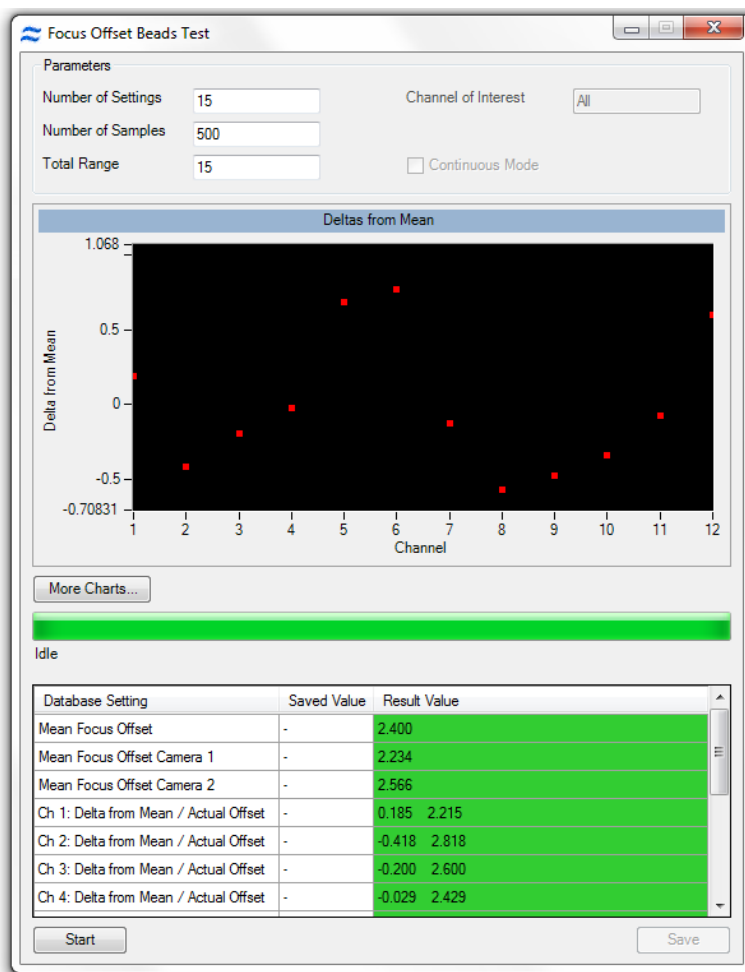 Focus Offset Beads Test
Parameters
Number of Settings 15 Channel of Interest All
Number of Samples 500
Total Range 15 Continuous Mode
Deltas from Mean
1.068
0.5
0
-0.5
-0.70831
Delta from Mean
1 2 3 4 5 6 7 8 9 10 11 12
Channel
More Charts...
Idle
Database Setting Saved Value Result Value
Mean Focus Offset - 2.400
Mean Focus Offset Camera 1 - 2.234
Mean Focus Offset Camera 2 - 2.566
Ch 1: Delta from Mean / Actual Offset - 0.185 2.215
Ch 2: Delta from Mean / Actual Offset - -0.418 2.818
Ch 3: Delta from Mean / Actual Offset - -0.200 2.600
Ch 4: Delta from Mean / Actual Offset - -0.029 2.429
Start Save